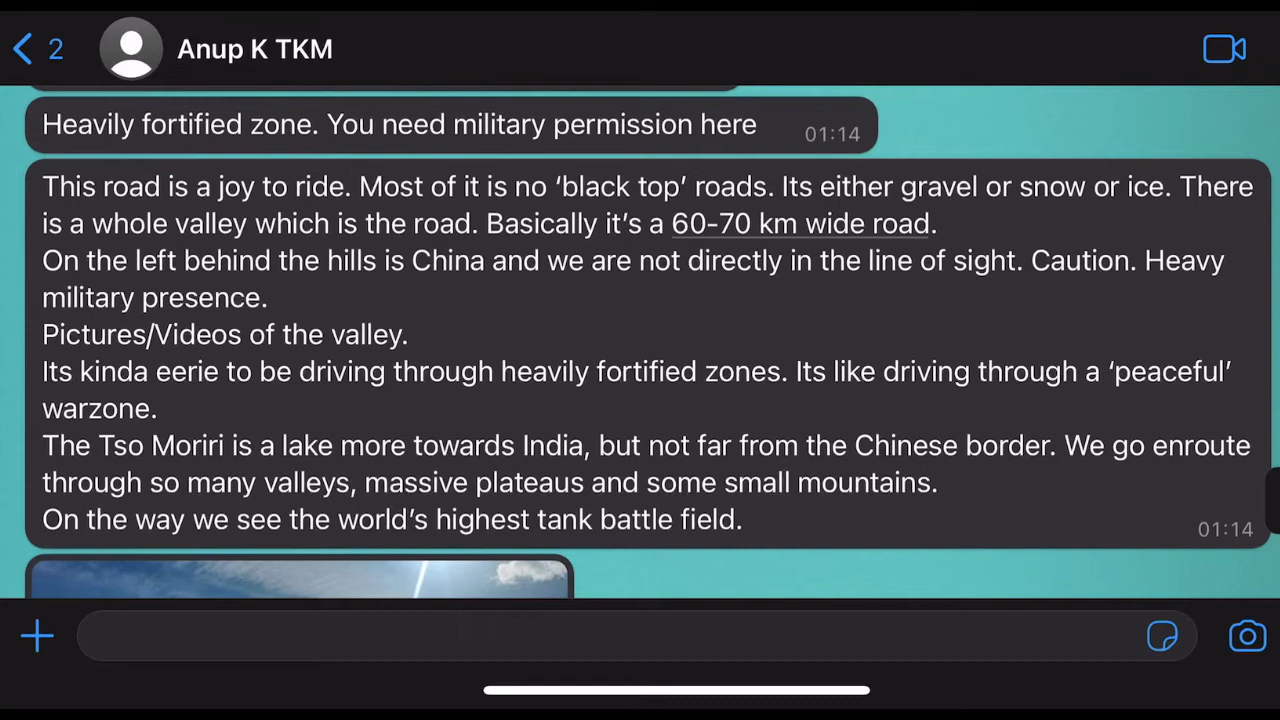 2
Anup K TKM
Heavily fortified zone. You need military permission here
01:14
This road is a joy to ride. Most of it is no ‘black top’ roads. Its either gravel or snow or ice. There
is a whole valley which is the road. Basically it’s a 60-70 km wide road.
On the left behind the hills is China and we are not directly in the line of sight. Caution. Heavy
military presence.
Pictures/Videos of the valley.
Its kinda eerie to be driving through heavily fortified zones. Its like driving through a ‘peaceful’
warzone.
The Tso Moriri is a lake more towards India, but not far from the Chinese border. We go enroute
through so many valleys, massive plateaus and some small mountains.
On the way we see the world’s highest tank battle field.
01:14